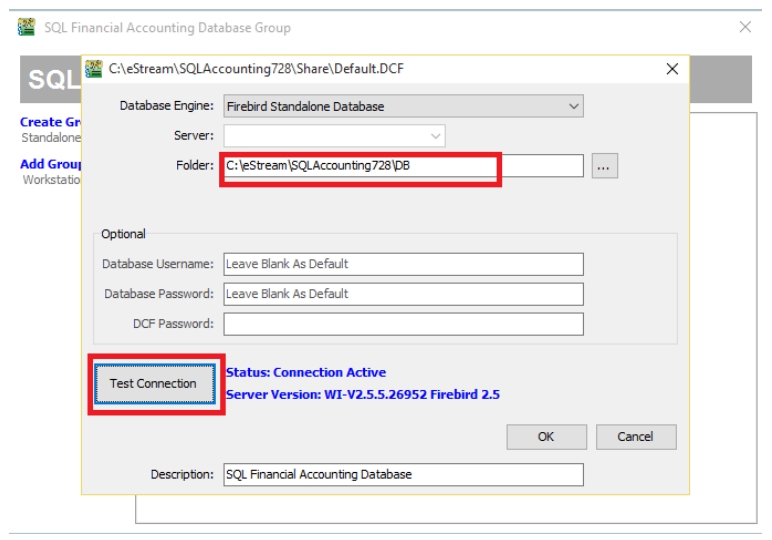 SQL Financial Accounting Database Group
SQL
C:\eStream\SQLAccounting728\Share\Default.DCF
Database Engine: Firebird Standalone Database
Create Gr
Standalone
Server:
Add Group
Workstatio
Folder: C:\eStream\SQLAccounting728\DB
...
Optional
Database Username: Leave Blank As Default
Database Password: Leave Blank As Default
DCF Password:
Test Connection
Status: Connection Active
Server Version: WI-V2.5.5.26952 Firebird 2.5
OK Cancel
Description: SQL Financial Accounting Database